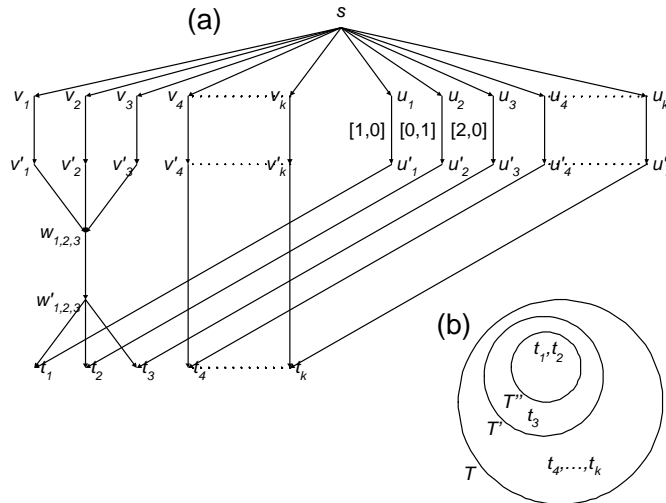 (a)
s
v1 v2 v3 v4 vk u1 u2 u3 u4 uk
[1,0] [0,1] [2,0]
v'1 v'2 v'3 v'4 v'k u'1 u'2 u'3 u'4 u'
w1,2,3
w'1,2,3
t1 t2 t3 t4 tk
(b)
t1,t2
T''
t3
T'
t4,...,tk
T